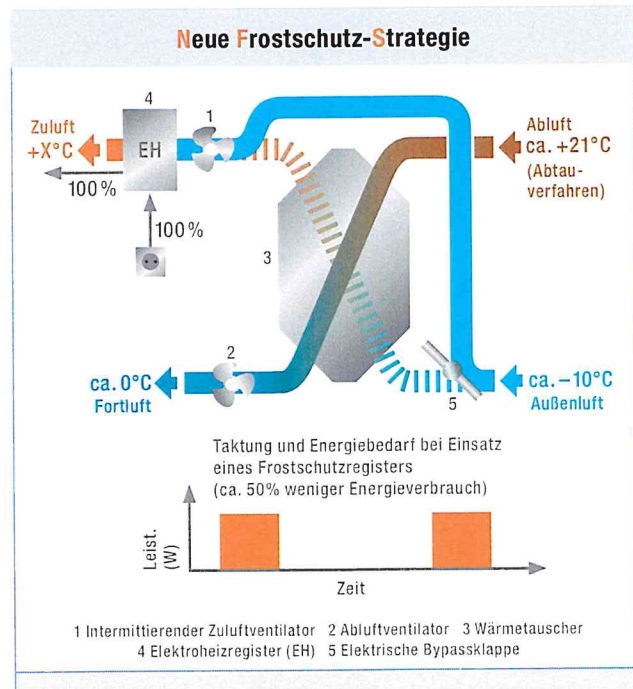 Neue Frostschutz-Strategie
4
1
Zuluft
+X°C
EH
Abluft
ca. +21°C
(Abtau-
verfahren)
100 %
100 %
3
2
ca. 0°C
Fortluft
5
ca. –10°C
Außenluft
Taktung und Energiebedarf bei Einsatz
eines Frostschutzregisters
(ca. 50% weniger Energieverbrauch)
Leist.
(W)
Zeit
1 Intermittierender Zuluftventilator 2 Abluftventilator 3 Wärmetauscher
4 Elektroheizregister (EH) 5 Elektrische Bypassklappe